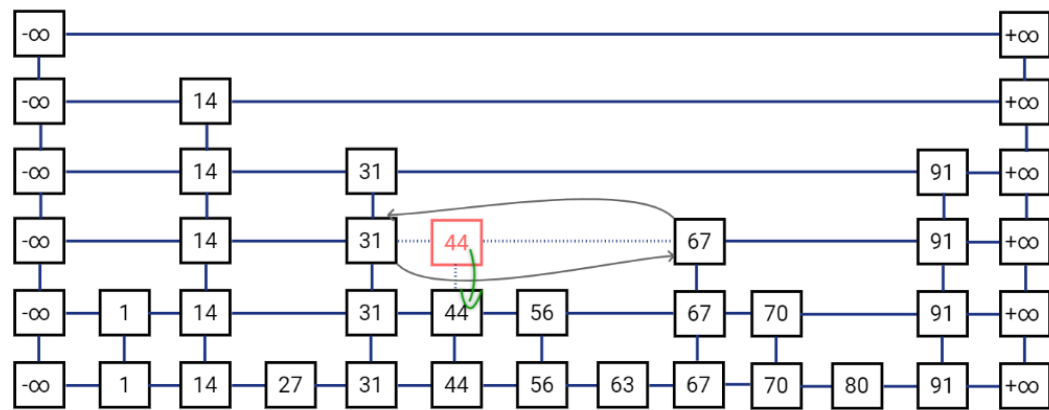 -∞ +∞
-∞ 14 +∞
-∞ 14 31 91 +∞
-∞ 14 31 44 67 91 +∞
-∞ 1 14 31 44 56 67 70 91 +∞
-∞ 1 14 27 31 44 56 63 67 70 80 91 +∞